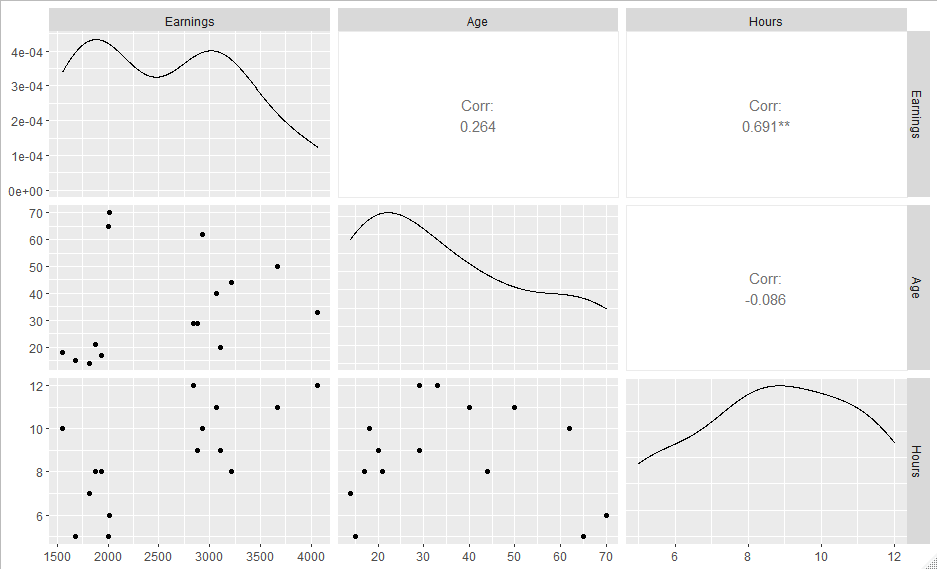 Earnings Age Hours
4e-04
3e-04
2e-04
1e-04
0e+00
Corr:
0.264
Corr:
0.691**
Earnings
70
60
50
40
30
20
Corr:
-0.086
Age
12
10
8
6
Hours
1500 2000 2500 3000 3500 4000 20 30 40 50 60 70 6 8 10 12